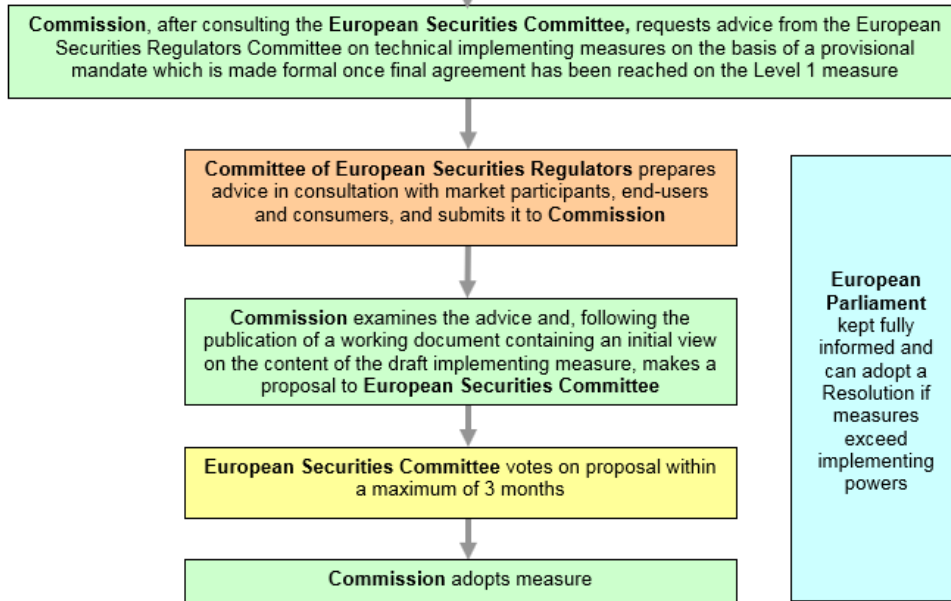 Commission, after consulting the European Securities Committee, requests advice from the European
Securities Regulators Committee on technical implementing measures on the basis of a provisional
mandate which is made formal once final agreement has been reached on the Level 1 measure
Committee of European Securities Regulators prepares
advice in consultation with market participants, end-users
and consumers, and submits it to Commission
Commission examines the advice and, following the
publication of a working document containing an initial view
on the content of the draft implementing measure, makes a
proposal to European Securities Committee
European Securities Committee votes on proposal within
a maximum of 3 months
Commission adopts measure
European
Parliament
kept fully
informed and
can adopt a
Resolution if
measures
exceed
implementing
powers